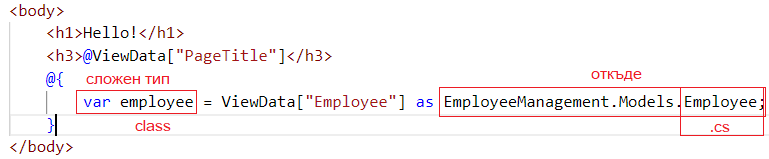 <body>
<h1>Hello!</h1>
<h3>@ViewData["PageTitle"]</h3>
@{ сложен тип откъде
var employee = ViewData["Employee"] as EmployeeManagement.Models.Employee;
} class .cs
</body>